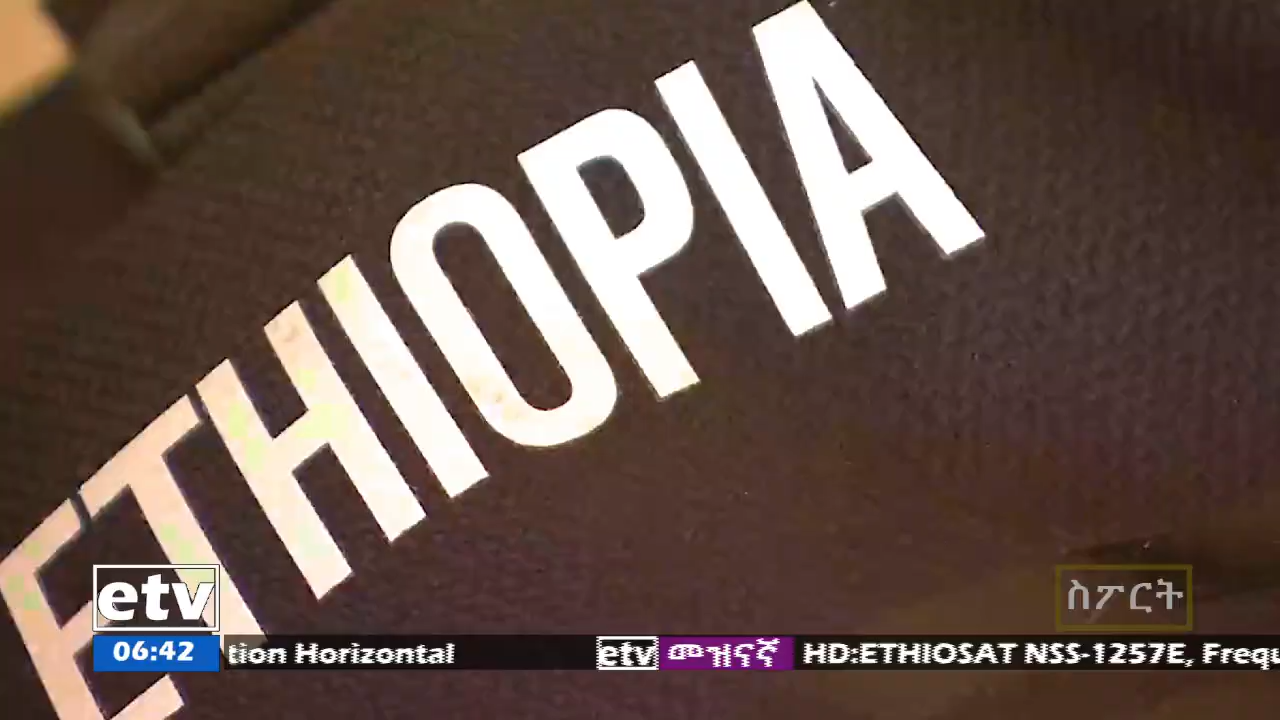 ETHIOPIA
etv
ስፖርት
06:42 tion Horizontal etv መዝናኛ HD:ETHIOSAT NSS-1257E, Frequ